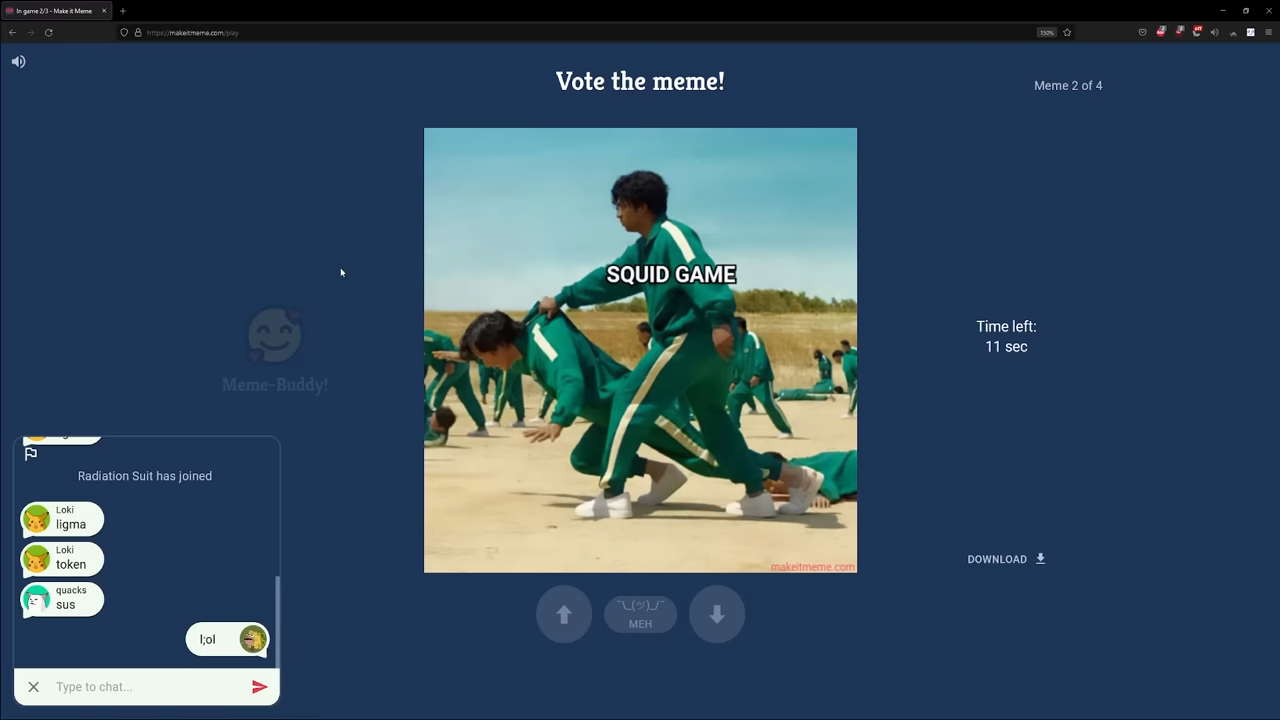 In game 2/3 - Make it Meme
https://makeitmeme.com/play
150%
Vote the meme!
Meme 2 of 4
SQUID GAME
Meme-Buddy!
Time left:
11 sec
Radiation Suit has joined
Loki
ligma
Loki
token
quacks
sus
l;ol
Type to chat...
makeitmeme.com
DOWNLOAD
¯\_(ツ)_/¯
MEH